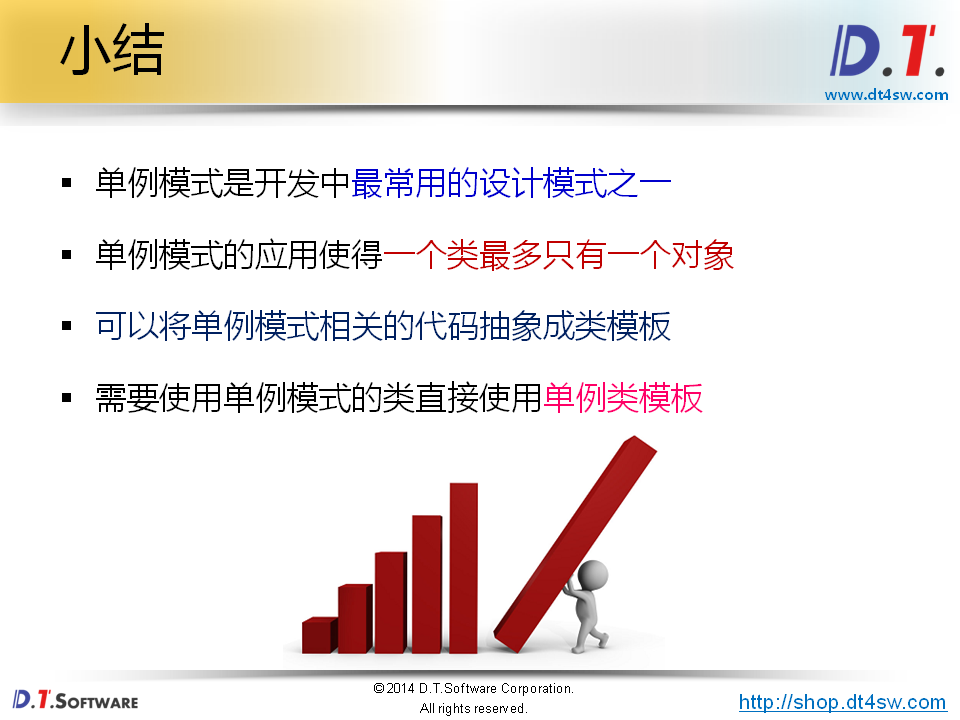 小结
D.T.
www.dt4sw.com
▪ 单例模式是开发中最常用的设计模式之一
▪ 单例模式的应用使得一个类最多只有一个对象
▪ 可以将单例模式相关的代码抽象成类模板
▪ 需要使用单例模式的类直接使用单例类模板
D.T.SOFTWARE
©2014 D.T.Software Corporation.
All rights reserved.
http://shop.dt4sw.com